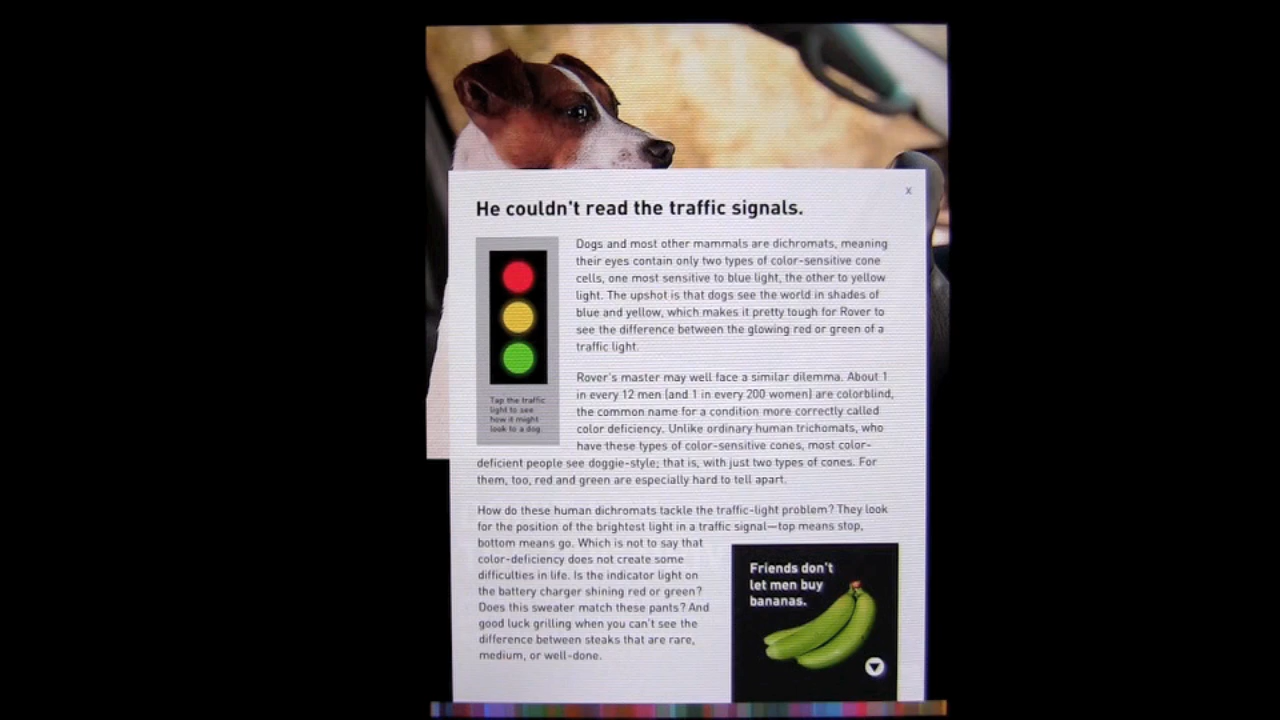 x
He couldn't read the traffic signals.
Dogs and most other mammals are dichromats, meaning
their eyes contain only two types of color-sensitive cone
cells, one most sensitive to blue light, the other to yellow
light. The upshot is that dogs see the world in shades of
blue and yellow, which makes it pretty tough for Rover to
see the difference between the glowing red or green of a
traffic light.
Tap the traffic
light to see
how it might
look to a dog.
Rover's master may well face a similar dilemma. About 1
in every 12 men (and 1 in every 200 women) are colorblind,
the common name for a condition more correctly called
color deficiency. Unlike ordinary human trichomats, who
have these types of color-sensitive cones, most color-
deficient people see doggie-style; that is, with just two types of cones. For
them, too, red and green are especially hard to tell apart.
How do these human dichromats tackle the traffic-light problem? They look
for the position of the brightest light in a traffic signal—top means stop,
bottom means go. Which is not to say that
color-deficiency does not create some
difficulties in life. Is the indicator light on
the battery charger shining red or green?
Does this sweater match these pants? And
good luck grilling when you can't see the
difference between steaks that are rare,
medium, or well-done.
Friends don't
let men buy
bananas.